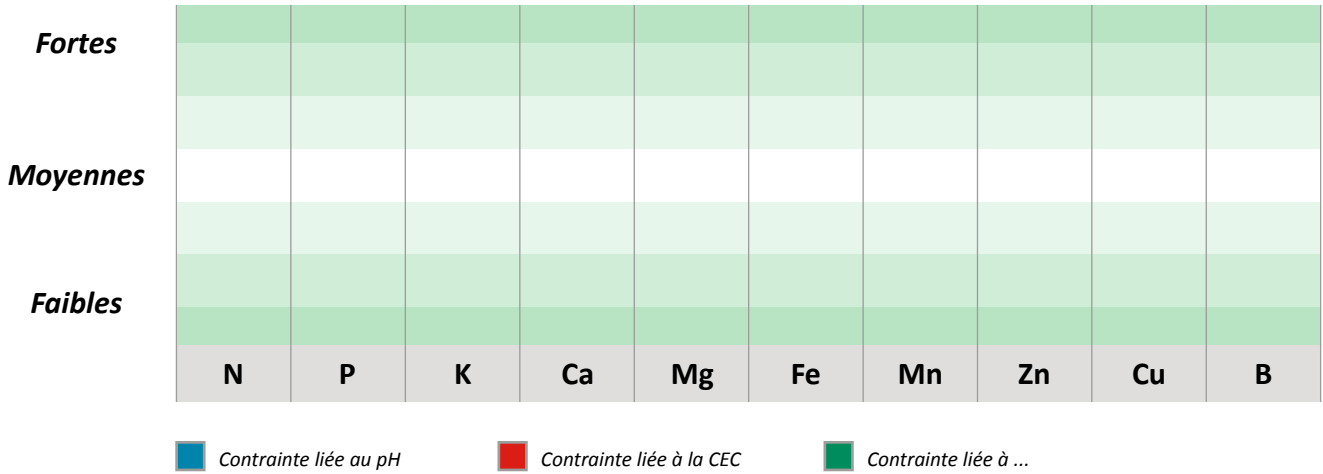 Fortes
Moyennes
Faibles
N P K Ca Mg Fe Mn Zn Cu B
Contrainte liée au pH Contrainte liée à la CEC Contrainte liée à ...